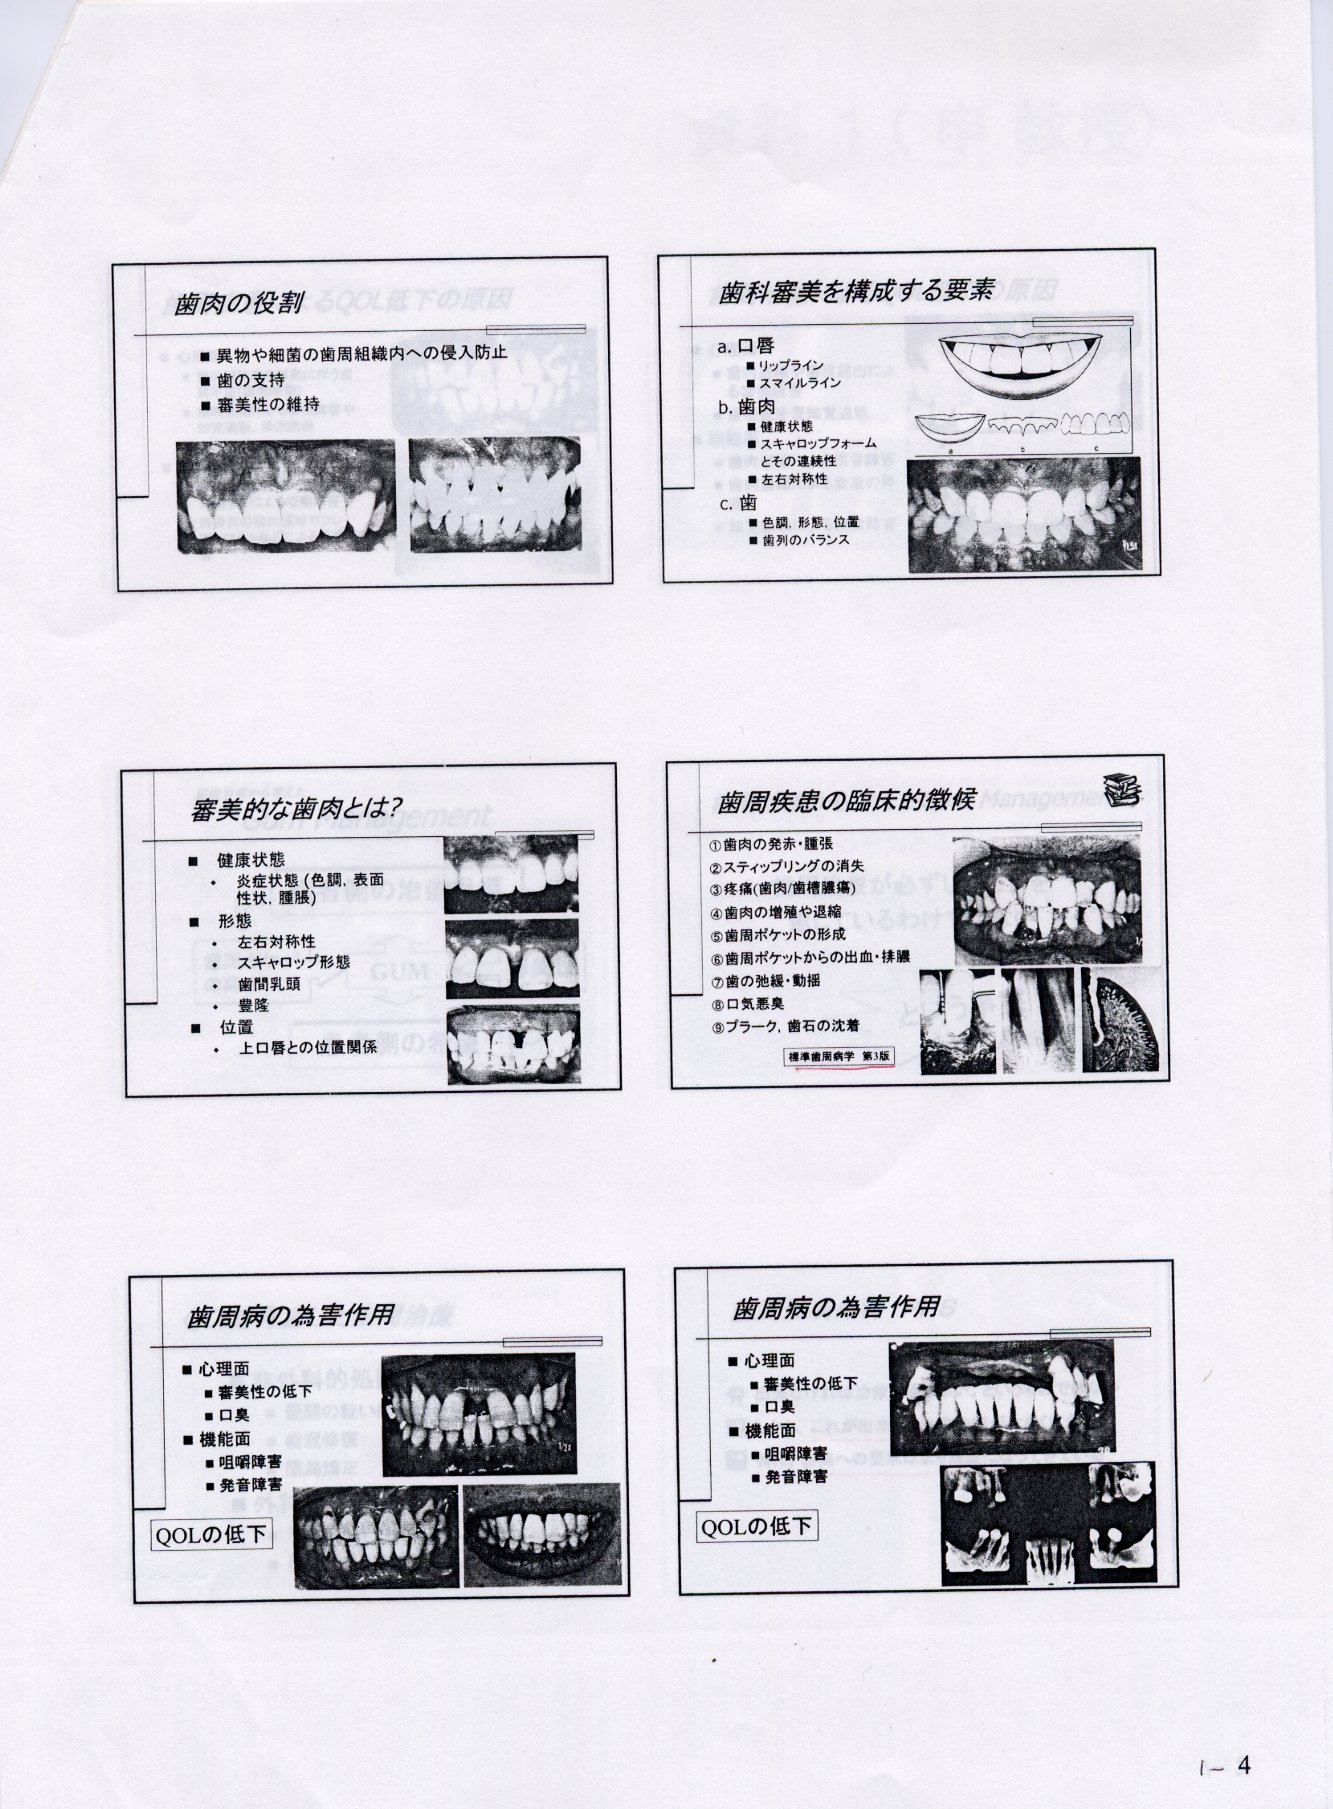 歯肉の役割
■ 異物や細菌の歯周組織内への侵入防止
■ 歯の支持
■ 審美性の維持
歯科審美を構成する要素
a. 口唇
■ リップライン
■ スマイルライン
b. 歯肉
■ 健康状態
■ スキャロップフォーム
とその連続性
■ 左右対称性
c. 歯
■ 色調, 形態, 位置
■ 歯列のバランス
a b c
審美的な歯肉とは?
■ 健康状態
◆ 炎症状態 (色調, 表面
性状, 腫脹)
■ 形態
◆ 左右対称性
◆ スキャロップ形態
◆ 歯間乳頭
◆ 豊隆
■ 位置
◆ 上口唇との位置関係
歯周疾患の臨床的徴候
①歯肉の発赤・腫張
②スティップリングの消失
③疼痛(歯肉/歯槽膿瘍)
④歯肉の増殖や退縮
⑤歯周ポケットの形成
⑥歯周ポケットからの出血・排膿
⑦歯の弛緩・動揺
⑧口気悪臭
⑨プラーク, 歯石の沈着
標準歯周病学 第3版
歯周病の為害作用
■ 心理面
■ 審美性の低下
■ 口臭
■ 機能面
■ 咀嚼障害
■ 発音障害
QOLの低下
歯周病の為害作用
■ 心理面
■ 審美性の低下
■ 口臭
■ 機能面
■ 咀嚼障害
■ 発音障害
QOLの低下
1- 4